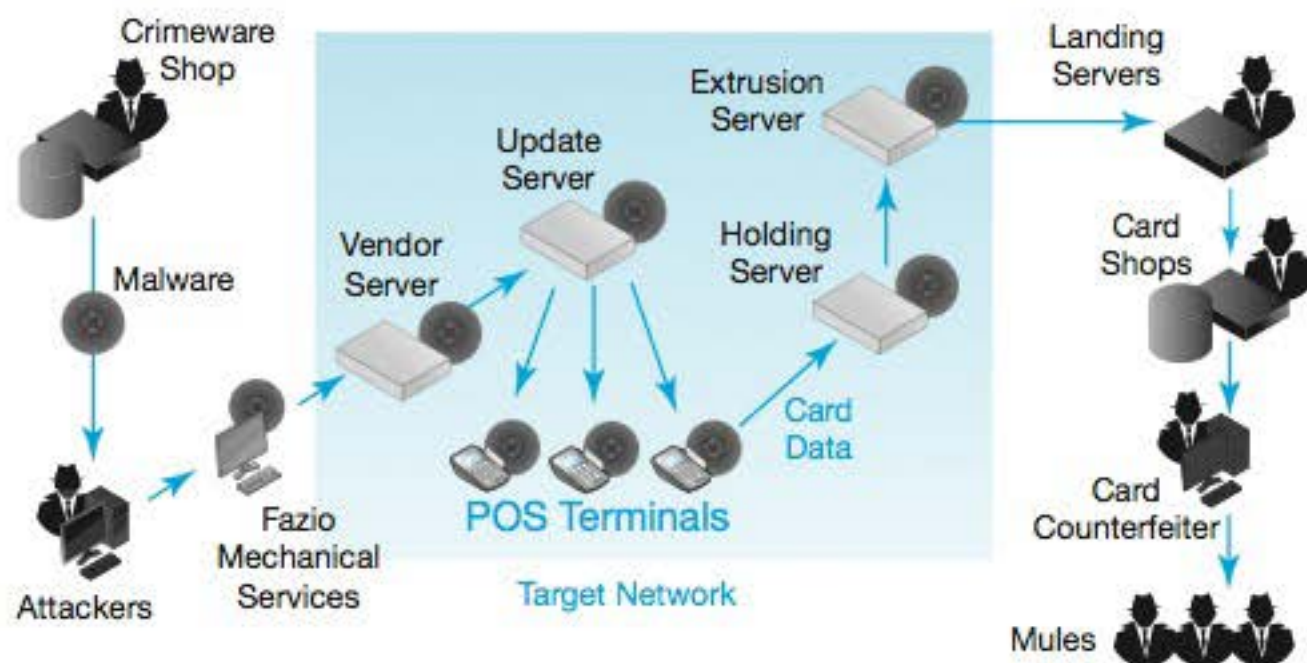 Crimeware
Shop
Malware
Attackers
Fazio
Mechanical
Services
Vendor
Server
Update
Server
POS Terminals
Target Network
Card
Data
Holding
Server
Extrusion
Server
Landing
Servers
Card
Shops
Card
Counterfeiter
Mules